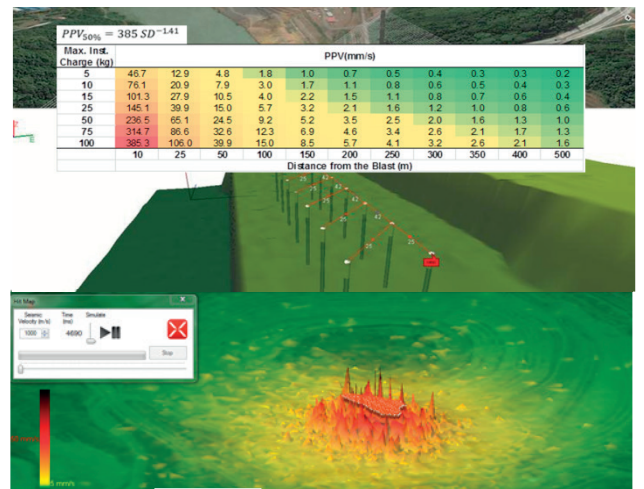 PPV50% = 385 SD−1.41
Max. Inst. Charge (kg) PPV(mm/s)
5 46.7 12.9 4.8 1.8 1.0 0.7 0.5 0.4 0.3 0.3 0.2
10 76.1 20.9 7.9 3.0 1.7 1.1 0.8 0.6 0.5 0.4 0.3
15 101.3 27.9 10.5 4.0 2.2 1.5 1.1 0.8 0.7 0.6 0.4
25 145.1 39.9 15.0 5.7 3.2 2.1 1.6 1.2 1.0 0.8 0.6
50 236.5 65.1 24.5 9.2 5.2 3.5 2.5 2.0 1.6 1.3 1.0
75 314.7 86.6 32.6 12.3 6.9 4.6 3.4 2.6 2.1 1.7 1.3
100 385.3 106.0 39.9 15.0 8.5 5.7 4.1 3.2 2.6 2.1 1.6
10 25 50 100 150 200 250 300 350 400 500
Distance from the Blast (m)
25 42
25 42
25 42
25 42
25
Hit Map
Seismic Velocity (m/s) Time (ms) Simulate
1000 4690
Stop
mm/s